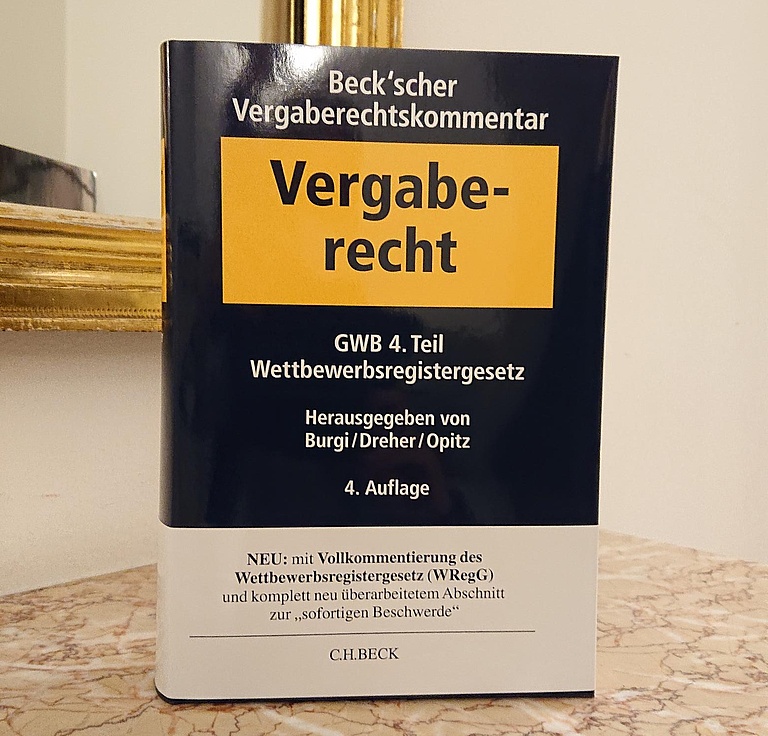 Beck‘scher
Vergaberechtskommentar
Vergabe-
recht
GWB 4. Teil
Wettbewerbsregistergesetz
Herausgegeben von
Burgi/Dreher/Opitz
4. Auflage
NEU: mit Vollkommentierung des
Wettbewerbsregistergesetz (WRegG)
und komplett neu überarbeitetem Abschnitt
zur „sofortigen Beschwerde“
C.H.BECK